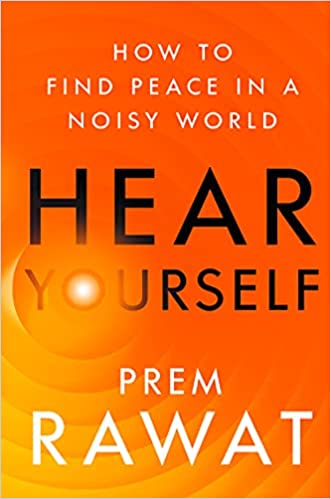 HOW TO
FIND PEACE IN A
NOISY WORLD
HEAR
YOURSELF
PREM
RAWAT